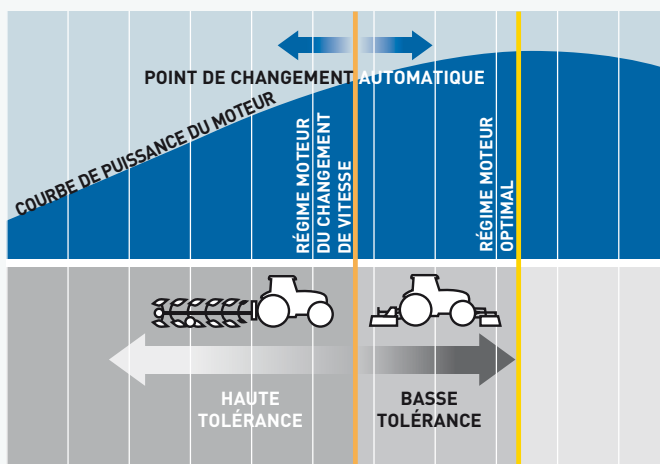 POINT DE CHANGEMENT AUTOMATIQUE
COURBE DE PUISSANCE DU MOTEUR
RÉGIME MOTEUR
DU CHANGEMENT
DE VITESSE
RÉGIME MOTEUR
OPTIMAL
HAUTE
TOLÉRANCE
BASSE
TOLÉRANCE